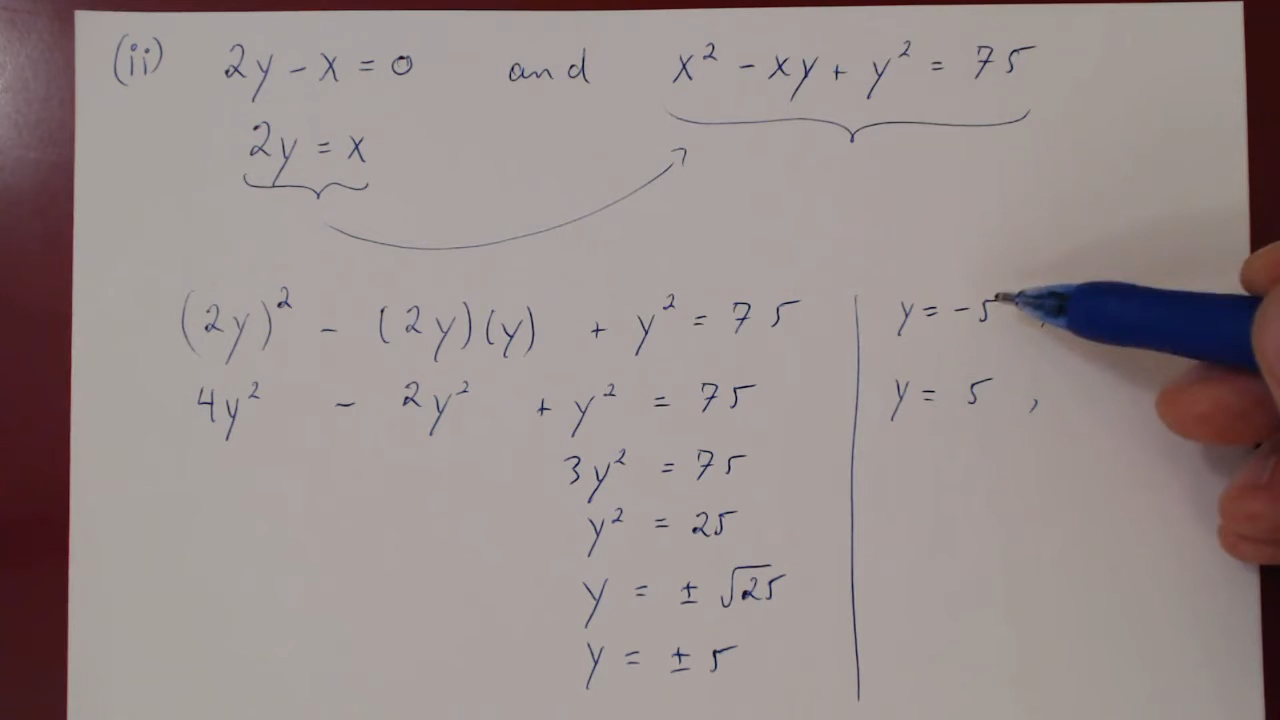 (ii) 2y - x = 0 and x² - xy + y² = 75
2y = x
(2y)² - (2y)(y) + y² = 75
4y² - 2y² + y² = 75
3y² = 75
y² = 25
y = ± √25
y = ± 5
y = -5 ,
y = 5 ,